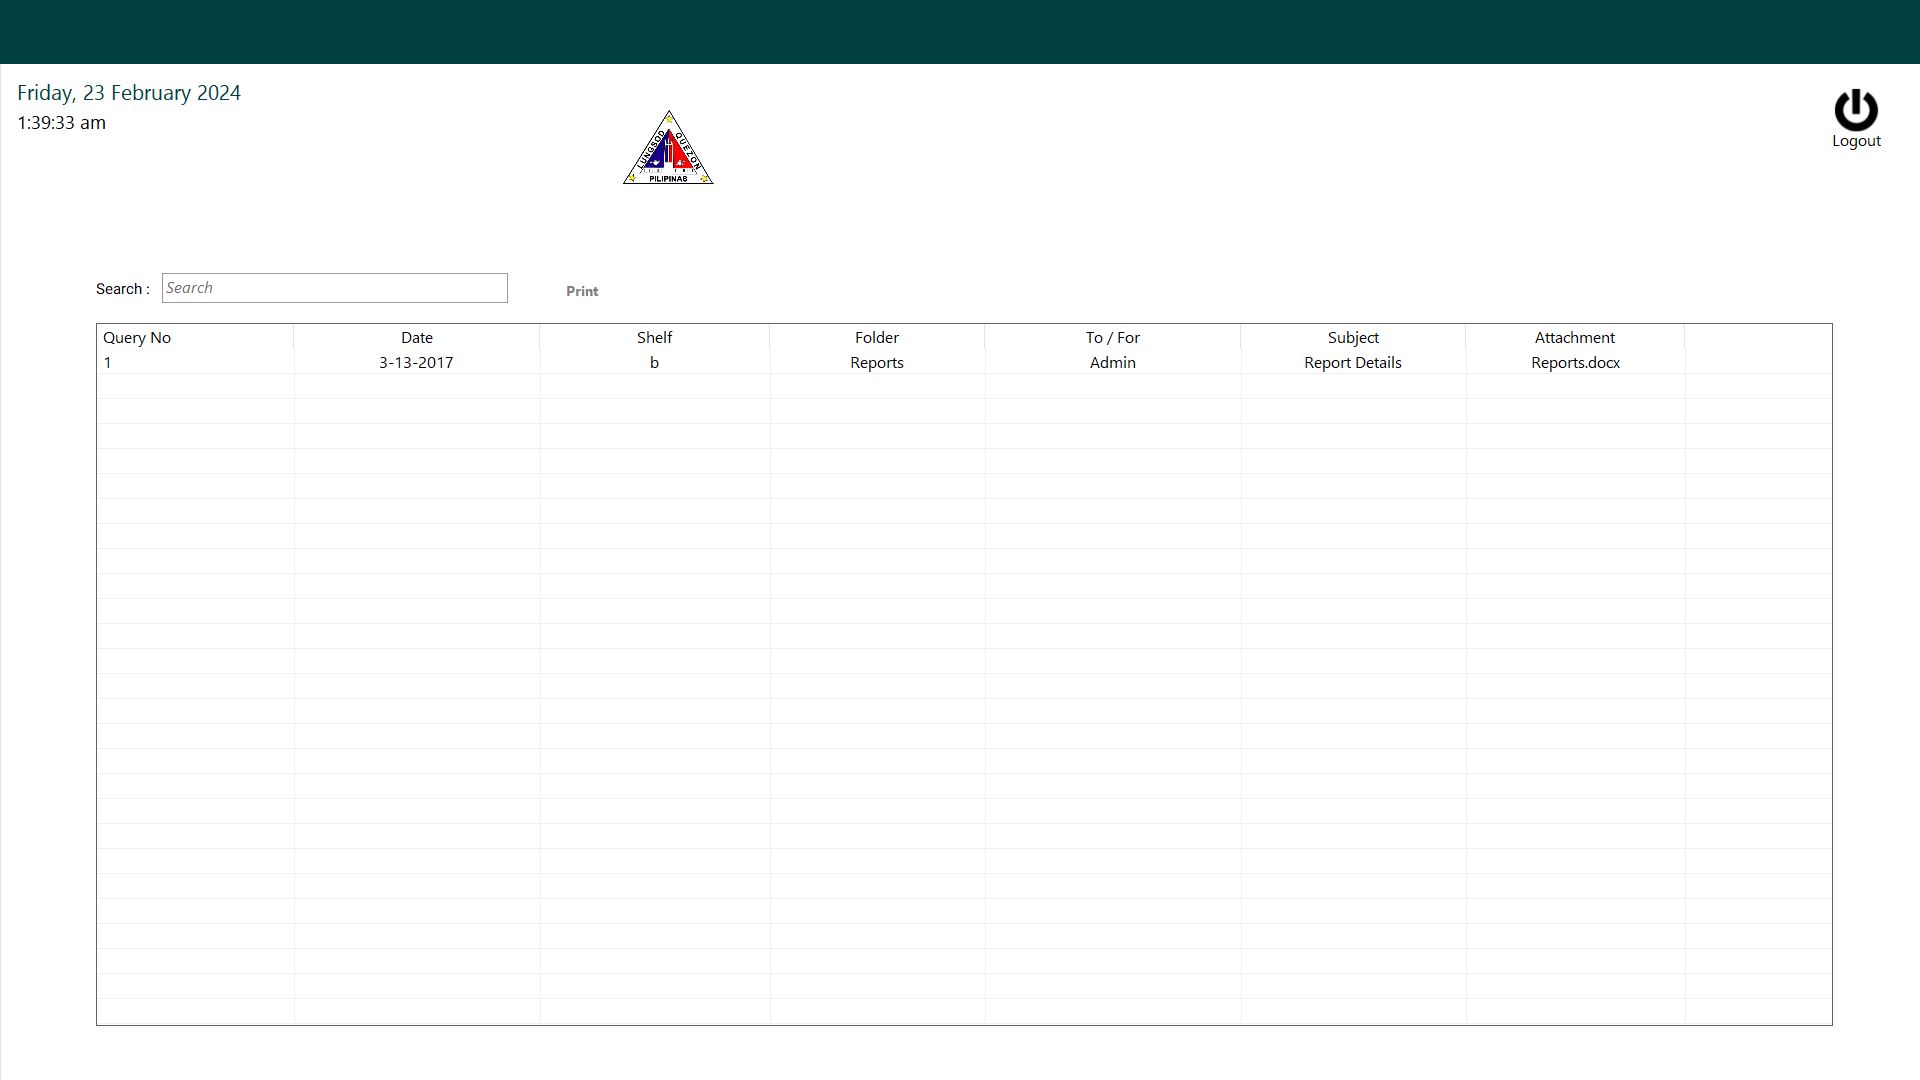 Friday, 23 February 2024
1:39:33 am
LUNGSOD QUEZON
PILIPINAS
Logout
Search : Search Print
Query No Date Shelf Folder To / For Subject Attachment
1 3-13-2017 b Reports Admin Report Details Reports.docx